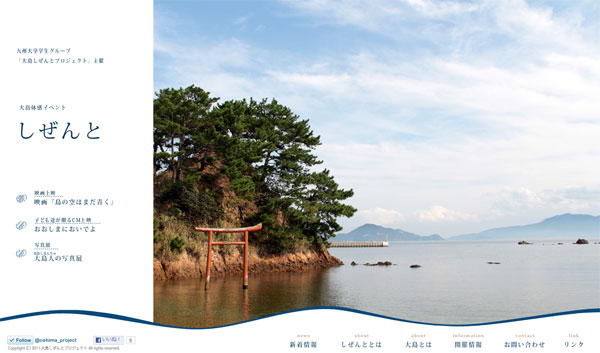 九州大学学生グループ
「大島しぜんとプロジェクト」主催
大島体感イベント
しぜんと
映画上映
映画「島の空はまだ青く」
子ども達が撮るCM上映
おおしまにおいでよ
写真展
大島人の写真展
news
新着情報
about
しぜんととは
about
大島とは
information
開催情報
contact
お問い合わせ
link
リンク
Follow @oshima_project
いいね！ 5
Copyright (C) 2011 大島しぜんとプロジェクト All rights reserved.